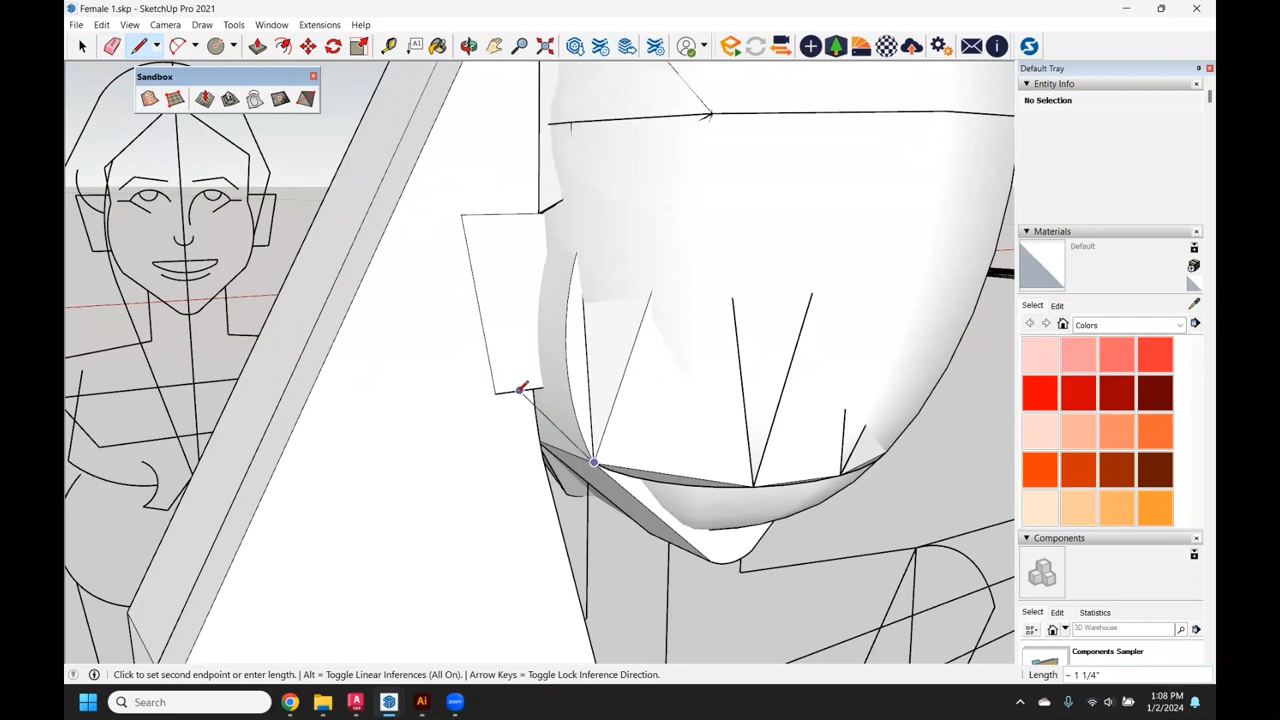 Female 1.skp - SketchUp Pro 2021
File Edit View Camera Draw Tools Window Extensions Help
Sandbox
Default Tray
Entity Info
No Selection
Materials
Default
Select Edit
Colors
Components
Select Edit Statistics
3D Warehouse
Components Sampler
Click to set second endpoint or enter length. | Alt = Toggle Linear Inferences (All On). | Arrow Keys = Toggle Lock Inference Direction.
Length ~ 1 1/4"
Search
1:08 PM
1/2/2024